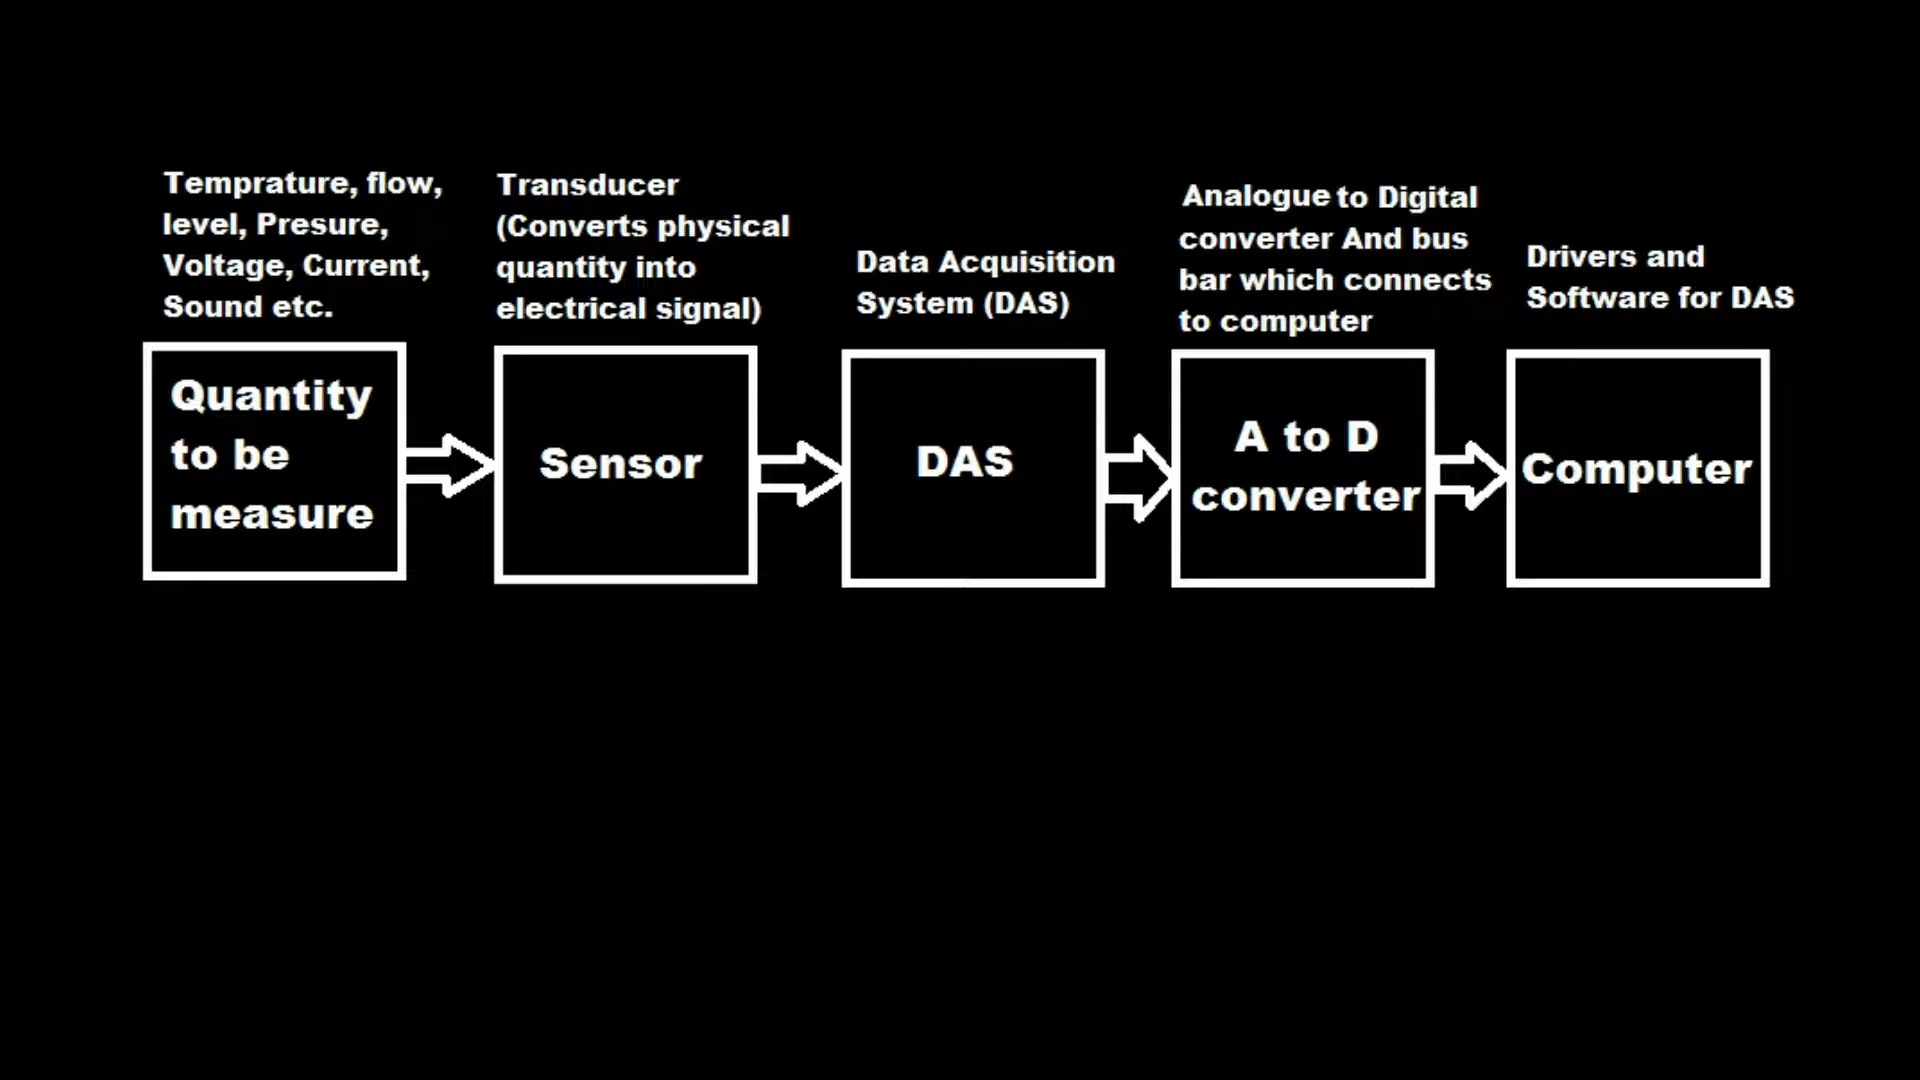 Temprature, flow,
level, Presure,
Voltage, Current,
Sound etc.
Quantity
to be
measure
Transducer
(Converts physical
quantity into
electrical signal)
Sensor
Data Acquisition
System (DAS)
DAS
Analogue to Digital
converter And bus
bar which connects
to computer
A to D
converter
Drivers and
Software for DAS
Computer